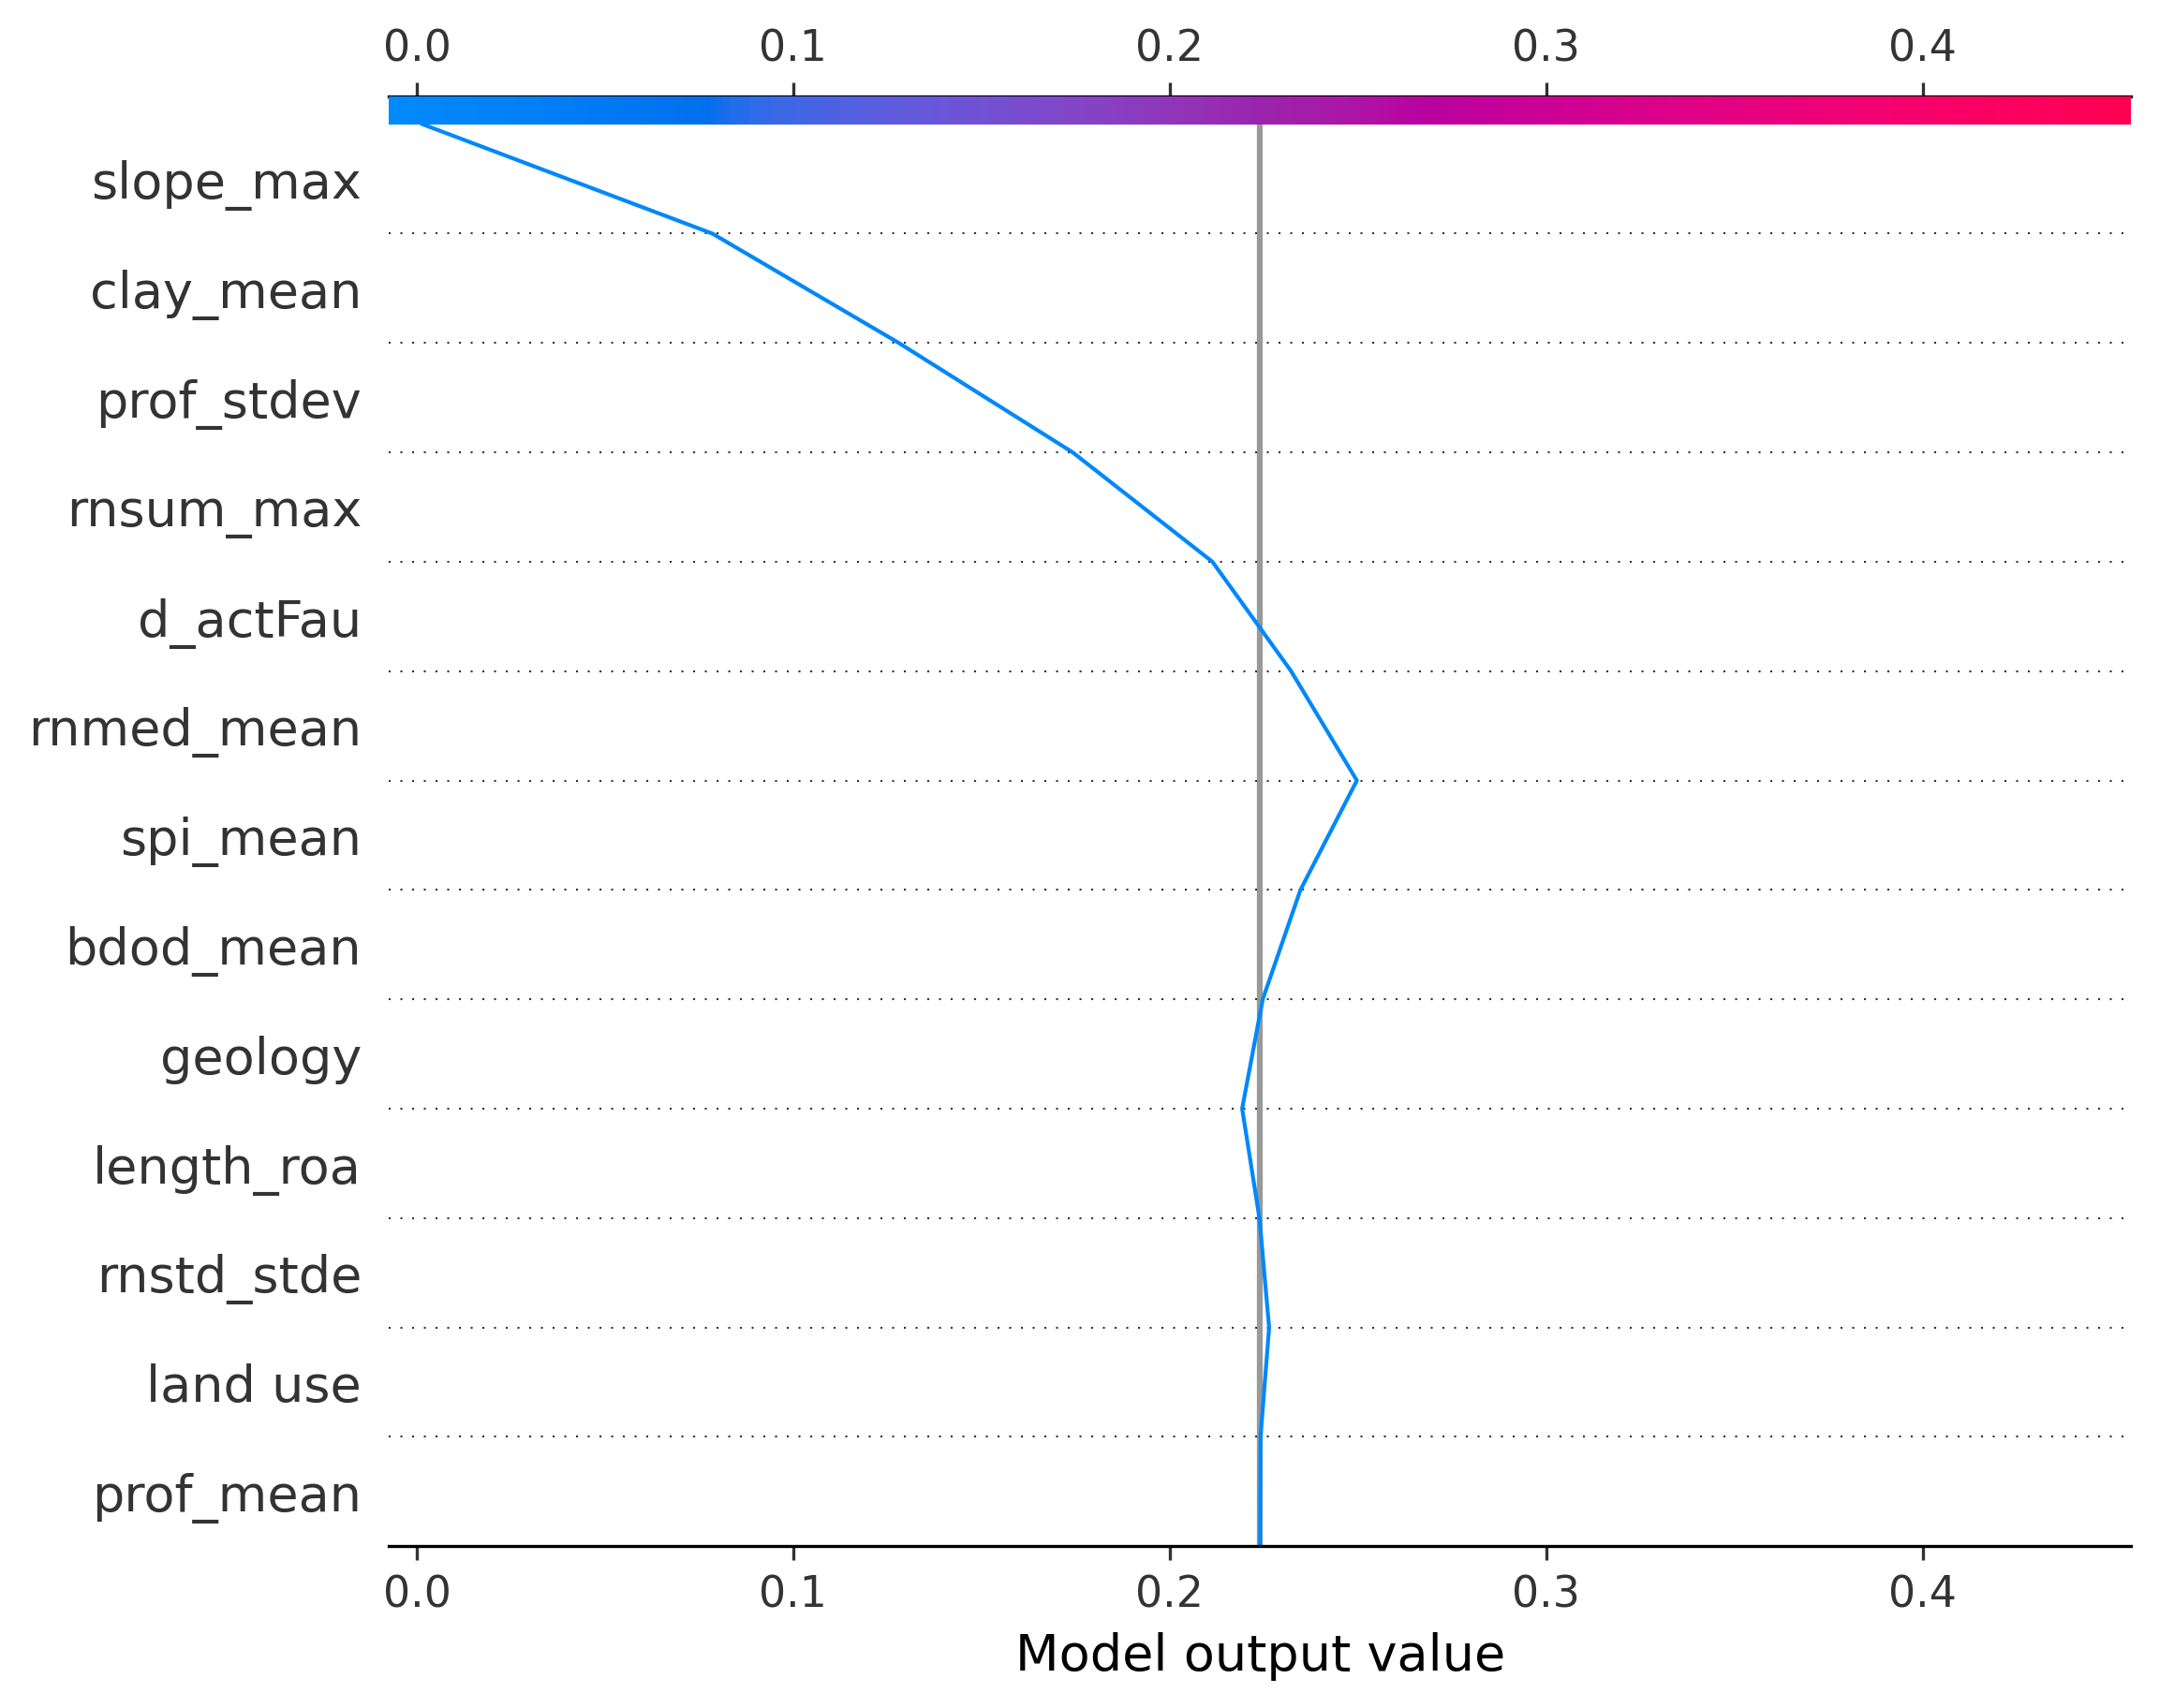 0.0 0.1 0.2 0.3 0.4
slope_max
clay_mean
prof_stdev
rnsum_max
d_actFau
rnmed_mean
spi_mean
bdod_mean
geology
length_roa
rnstd_stde
land use
prof_mean
0.0 0.1 0.2 0.3 0.4
Model output value